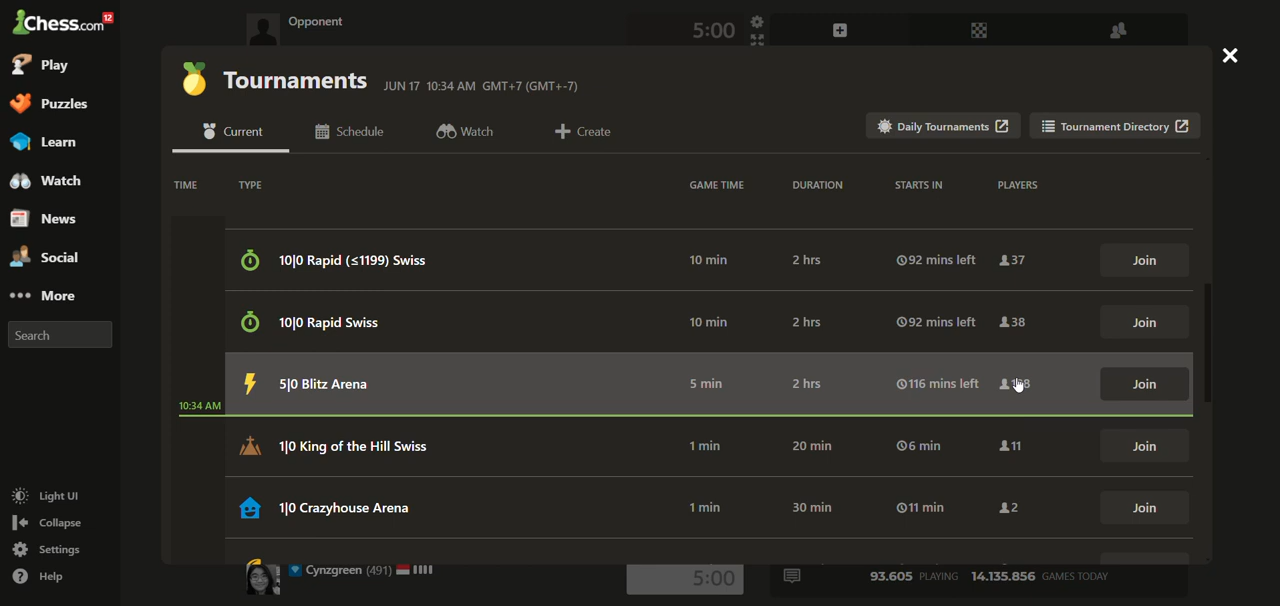 Chess.com 12
Play
Puzzles
Learn
Watch
News
Social
More
Search
Light UI
Collapse
Settings
Help
Opponent 5:00
Tournaments JUN 17 10:34 AM GMT+7 (GMT+-7)
Current Schedule Watch Create Daily Tournaments Tournament Directory
TIME TYPE GAME TIME DURATION STARTS IN PLAYERS
10|0 Rapid (≤1199) Swiss 10 min 2 hrs 92 mins left 37 Join
10|0 Rapid Swiss 10 min 2 hrs 92 mins left 38 Join
5|0 Blitz Arena 5 min 2 hrs 116 mins left Join
10:34 AM
1|0 King of the Hill Swiss 1 min 20 min 6 min 11 Join
1|0 Crazyhouse Arena 1 min 30 min 11 min 2 Join
Cynzgreen (491) 5:00 93.605 PLAYING 14.135.856 GAMES TODAY